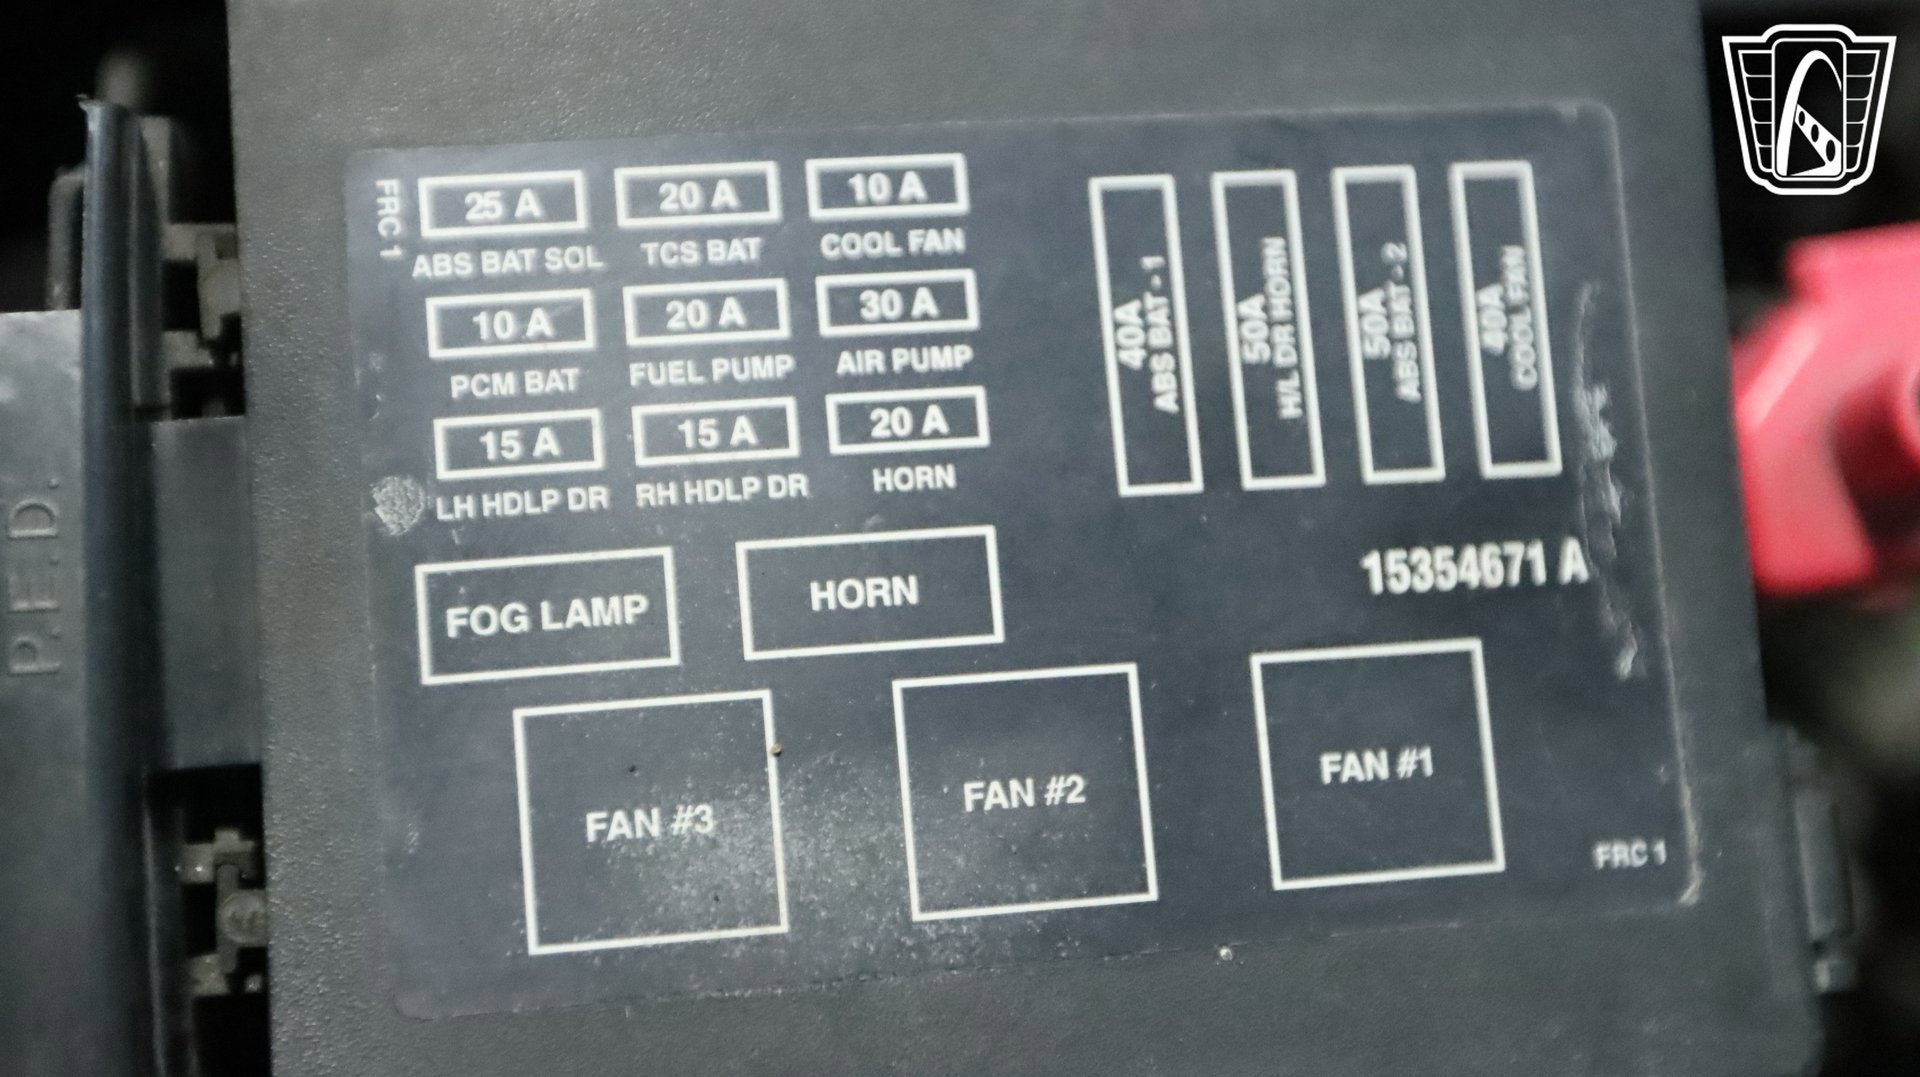 FRC 1
25 A
20 A
10 A
ABS BAT SOL
TCS BAT
COOL FAN
10 A
20 A
30 A
PCM BAT
FUEL PUMP
AIR PUMP
15 A
15 A
20 A
LH HDLP DR
RH HDLP DR
HORN
40A
ABS BAT - 1
50A
H/L DR HORN
50A
ABS BAT - 2
40A
COOL FAN
15354671 A
FOG LAMP
HORN
FAN #3
FAN #2
FAN #1
FRC 1
P.E.D.